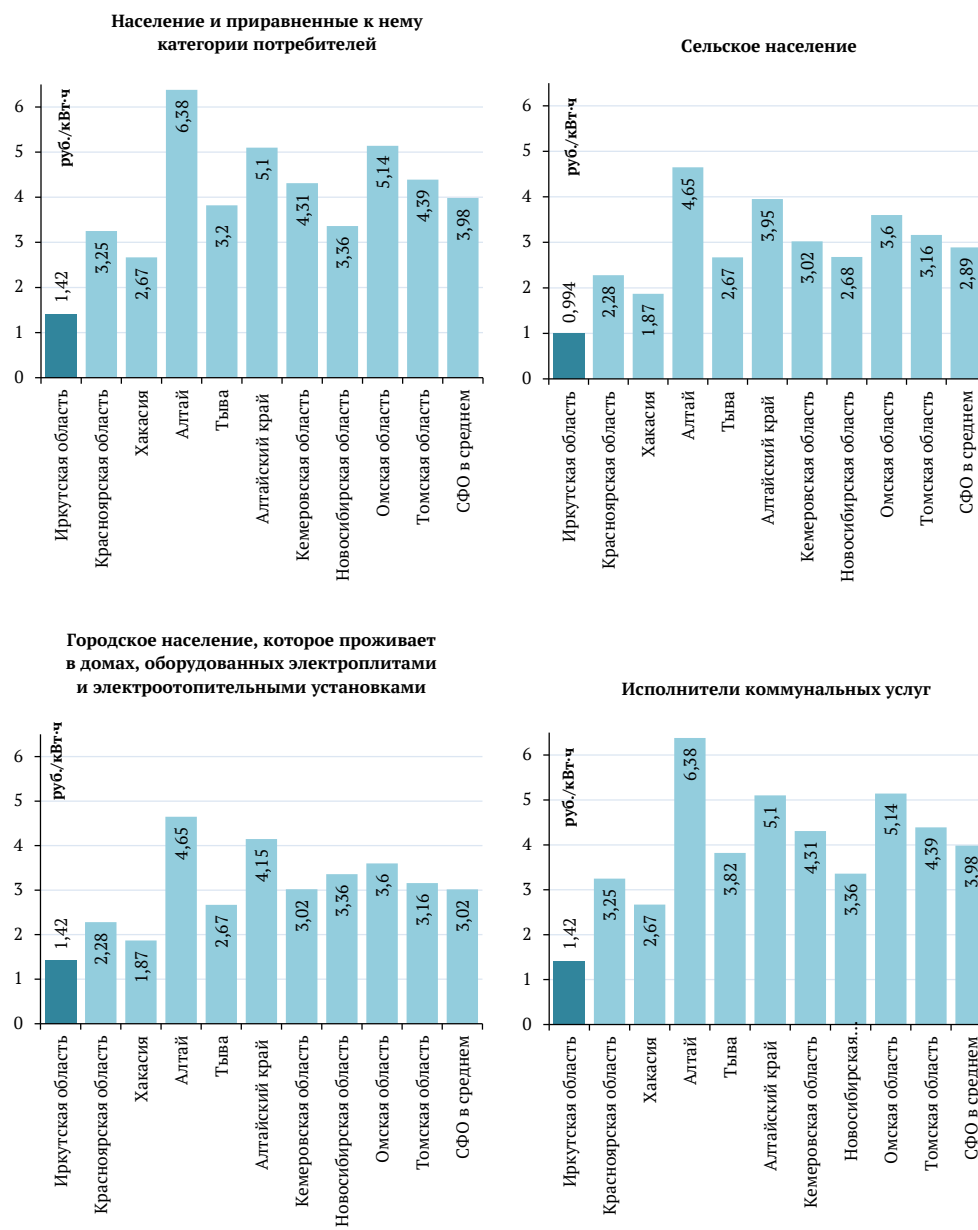 Население и приравненные к нему
категории потребителей
руб./кВт·ч
6
5
4
3
2
1
0
1,42
3,25
2,67
6,38
3,2
5,1
4,31
3,36
5,14
4,39
3,98
Иркутская область
Красноярская область
Хакасия
Алтай
Тыва
Алтайский край
Кемеровская область
Новосибирская область
Омская область
Томская область
СФО в среднем
Сельское население
руб./кВт·ч
6
5
4
3
2
1
0
0,994
2,28
1,87
4,65
2,67
3,95
3,02
2,68
3,6
3,16
2,89
Иркутская область
Красноярская область
Хакасия
Алтай
Тыва
Алтайский край
Кемеровская область
Новосибирская область
Омская область
Томская область
СФО в среднем
Городское население, которое проживает
в домах, оборудованных электроплитами
и электроотопительными установками
руб./кВт·ч
6
5
4
3
2
1
0
1,42
2,28
1,87
4,65
2,67
4,15
3,02
3,36
3,6
3,16
3,02
Иркутская область
Красноярская область
Хакасия
Алтай
Тыва
Алтайский край
Кемеровская область
Новосибирская область
Омская область
Томская область
СФО в среднем
Исполнители коммунальных услуг
руб./кВт·ч
6
5
4
3
2
1
0
1,42
3,25
2,67
6,38
3,82
5,1
4,31
3,36
5,14
4,39
3,98
Иркутская область
Красноярская область
Хакасия
Алтай
Тыва
Алтайский край
Кемеровская область
Новосибирская...
Омская область
Томская область
СФО в среднем